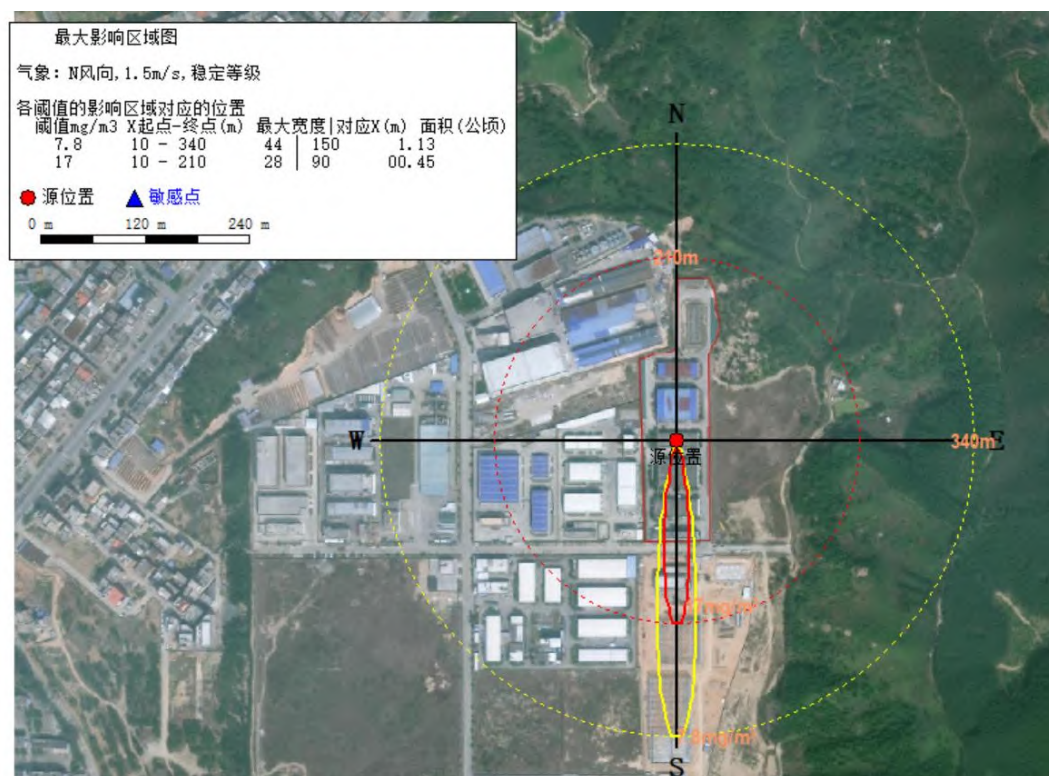 最大影响区域图
气象：N风向,1.5m/s,稳定等级
各阈值的影响区域对应的位置
阈值mg/m3 X起点-终点(m) 最大宽度|对应X(m) 面积(公顷)
7.8 10 - 340 44 | 150 1.13
17 10 - 210 28 | 90 00.45
源位置 敏感点
0 m 120 m 240 m
N
210m
W
340m
E
源位置
mg/m³
8mg/m³
S